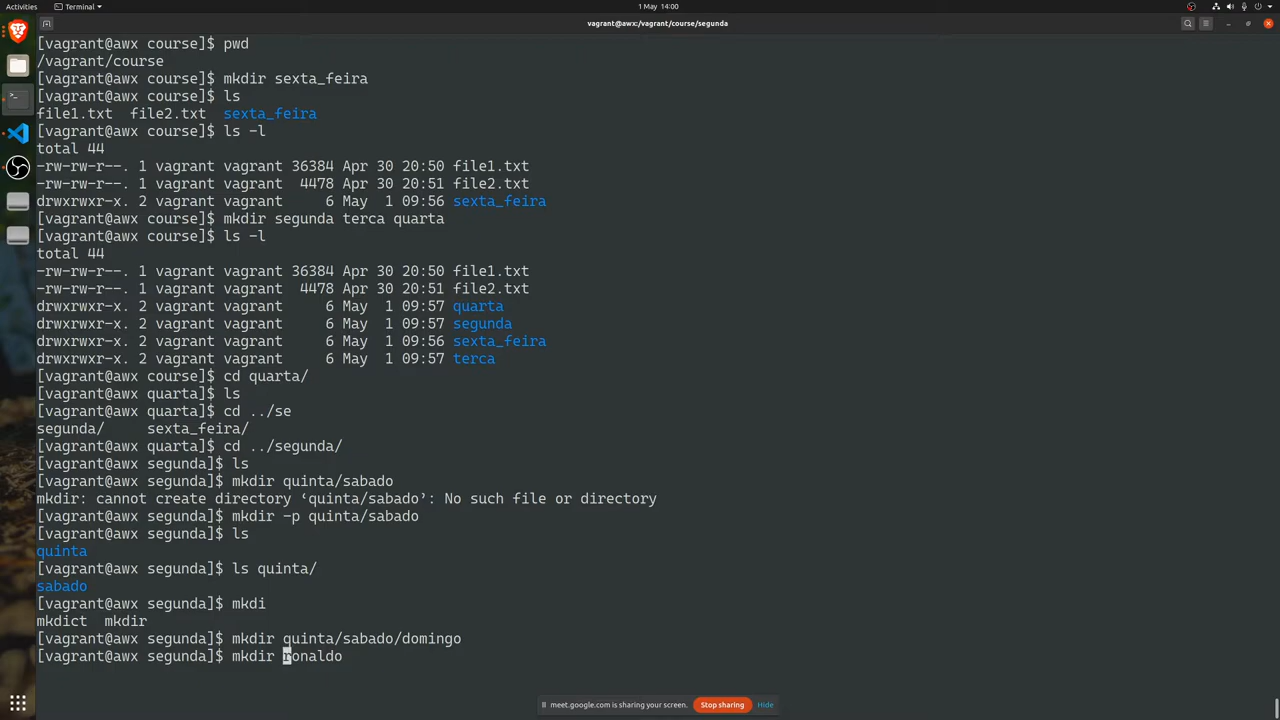 Activities
Terminal
1 May 14:00
vagrant@awx:/vagrant/course/segunda
[vagrant@awx course]$ pwd
/vagrant/course
[vagrant@awx course]$ mkdir sexta_feira
[vagrant@awx course]$ ls
file1.txt  file2.txt  sexta_feira
[vagrant@awx course]$ ls -l
total 44
-rw-rw-r--. 1 vagrant vagrant 36384 Apr 30 20:50 file1.txt
-rw-rw-r--. 1 vagrant vagrant  4478 Apr 30 20:51 file2.txt
drwxrwxr-x. 2 vagrant vagrant     6 May  1 09:56 sexta_feira
[vagrant@awx course]$ mkdir segunda terca quarta
[vagrant@awx course]$ ls -l
total 44
-rw-rw-r--. 1 vagrant vagrant 36384 Apr 30 20:50 file1.txt
-rw-rw-r--. 1 vagrant vagrant  4478 Apr 30 20:51 file2.txt
drwxrwxr-x. 2 vagrant vagrant     6 May  1 09:57 quarta
drwxrwxr-x. 2 vagrant vagrant     6 May  1 09:57 segunda
drwxrwxr-x. 2 vagrant vagrant     6 May  1 09:56 sexta_feira
drwxrwxr-x. 2 vagrant vagrant     6 May  1 09:57 terca
[vagrant@awx course]$ cd quarta/
[vagrant@awx quarta]$ ls
[vagrant@awx quarta]$ cd ../se
segunda/     sexta_feira/
[vagrant@awx quarta]$ cd ../segunda/
[vagrant@awx segunda]$ ls
[vagrant@awx segunda]$ mkdir quinta/sabado
mkdir: cannot create directory ‘quinta/sabado’: No such file or directory
[vagrant@awx segunda]$ mkdir -p quinta/sabado
[vagrant@awx segunda]$ ls
quinta
[vagrant@awx segunda]$ ls quinta/
sabado
[vagrant@awx segunda]$ mkdi
mkdict  mkdir
[vagrant@awx segunda]$ mkdir quinta/sabado/domingo
[vagrant@awx segunda]$ mkdir ronaldo
meet.google.com is sharing your screen.
Stop sharing
Hide